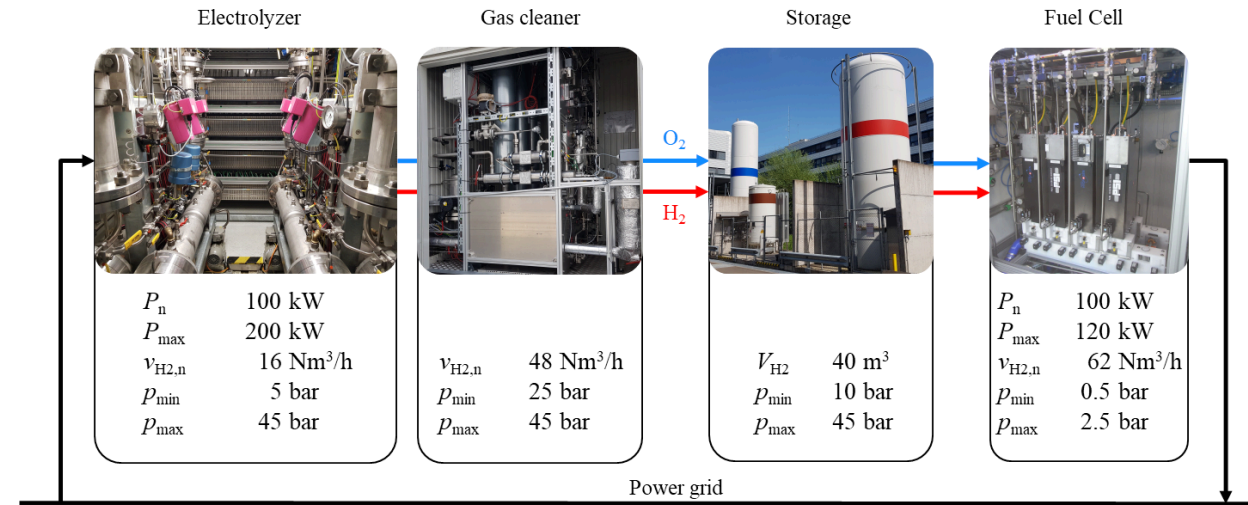 Electrolyzer
Gas cleaner
Storage
Fuel Cell
O₂
H₂
Pₙ 100 kW
Pmax 200 kW
vH2,n 16 Nm³/h
pmin 5 bar
pmax 45 bar
vH2,n 48 Nm³/h
pmin 25 bar
pmax 45 bar
VH2 40 m³
pmin 10 bar
pmax 45 bar
Pₙ 100 kW
Pmax 120 kW
vH2,n 62 Nm³/h
pmin 0.5 bar
pmax 2.5 bar
Power grid